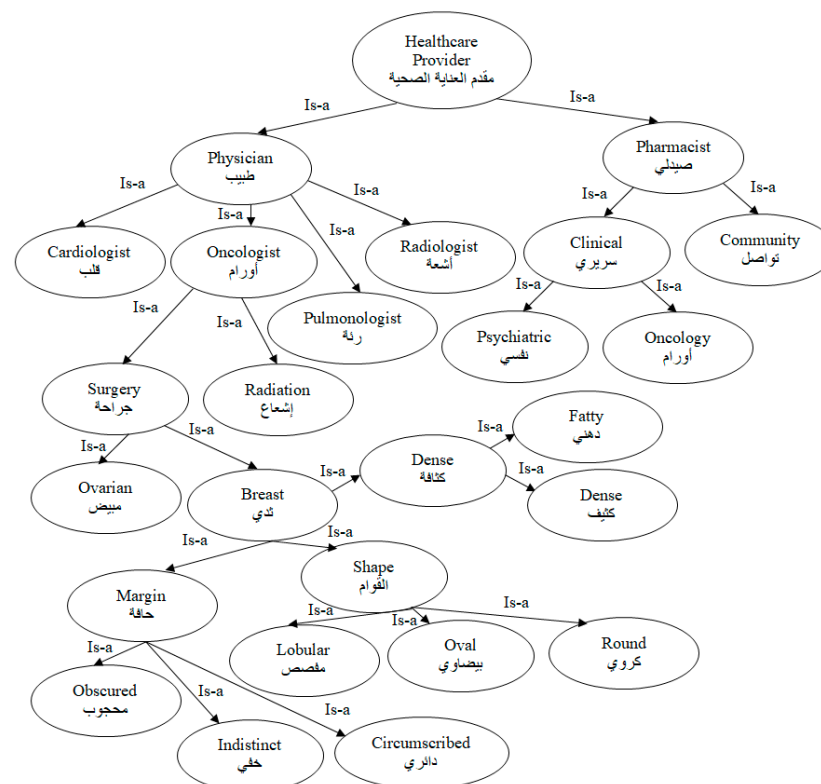 Healthcare
Provider
مقدم العناية الصحية
Is-a
Is-a
Physician
طبيب
Pharmacist
صيدلي
Is-a
Is-a
Is-a
Is-a
Is-a
Is-a
Cardiologist
قلب
Oncologist
أورام
Radiologist
أشعة
Clinical
سريري
Community
تواصل
Is-a
Is-a
Is-a
Is-a
Pulmonologist
رئة
Psychiatric
نفسي
Oncology
أورام
Surgery
جراحة
Radiation
إشعاع
Fatty
دهني
Is-a
Is-a
Is-a
Is-a
Is-a
Dense
كثافة
Ovarian
مبيض
Breast
ثدي
Dense
كثيف
Is-a
Is-a
Shape
القوام
Margin
حافة
Is-a
Is-a
Is-a
Lobular
مفصص
Oval
بيضاوي
Round
كروي
Is-a
Is-a
Is-a
Obscured
محجوب
Indistinct
خفي
Circumscribed
دائري